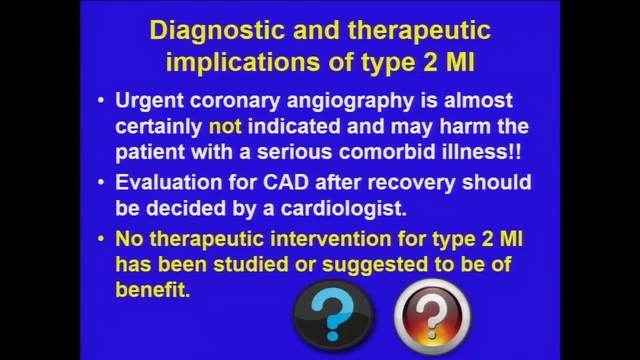 Diagnostic and therapeutic
implications of type 2 MI
• Urgent coronary angiography is almost
certainly not indicated and may harm the
patient with a serious comorbid illness!!
• Evaluation for CAD after recovery should
be decided by a cardiologist.
• No therapeutic intervention for type 2 MI
has been studied or suggested to be of
benefit.
? ?